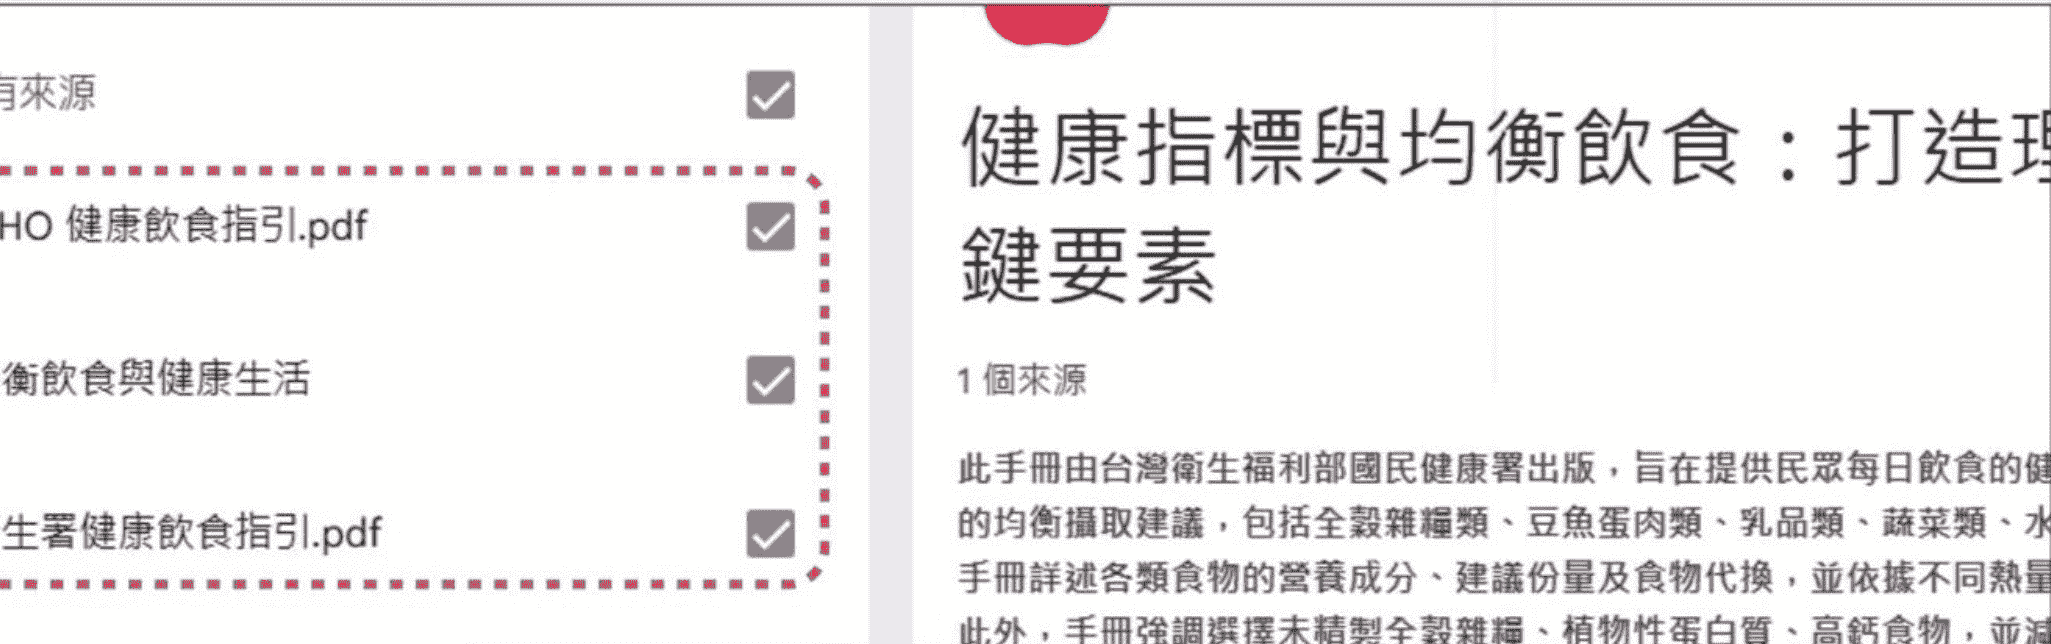 有來源
HO 健康飲食指引.pdf
衡飲食與健康生活
生署健康飲食指引.pdf
健康指標與均衡飲食：打造理
鍵要素
1 個來源
此手冊由台灣衛生福利部國民健康署出版，旨在提供民眾每日飲食的健
的均衡攝取建議，包括全穀雜糧類、豆魚蛋肉類、乳品類、蔬菜類、水
手冊詳述各類食物的營養成分、建議份量及食物代換，並依據不同熱量
此外，手冊強調選擇未精製全穀雜糧、植物性蛋白質、高鈣食物，並減